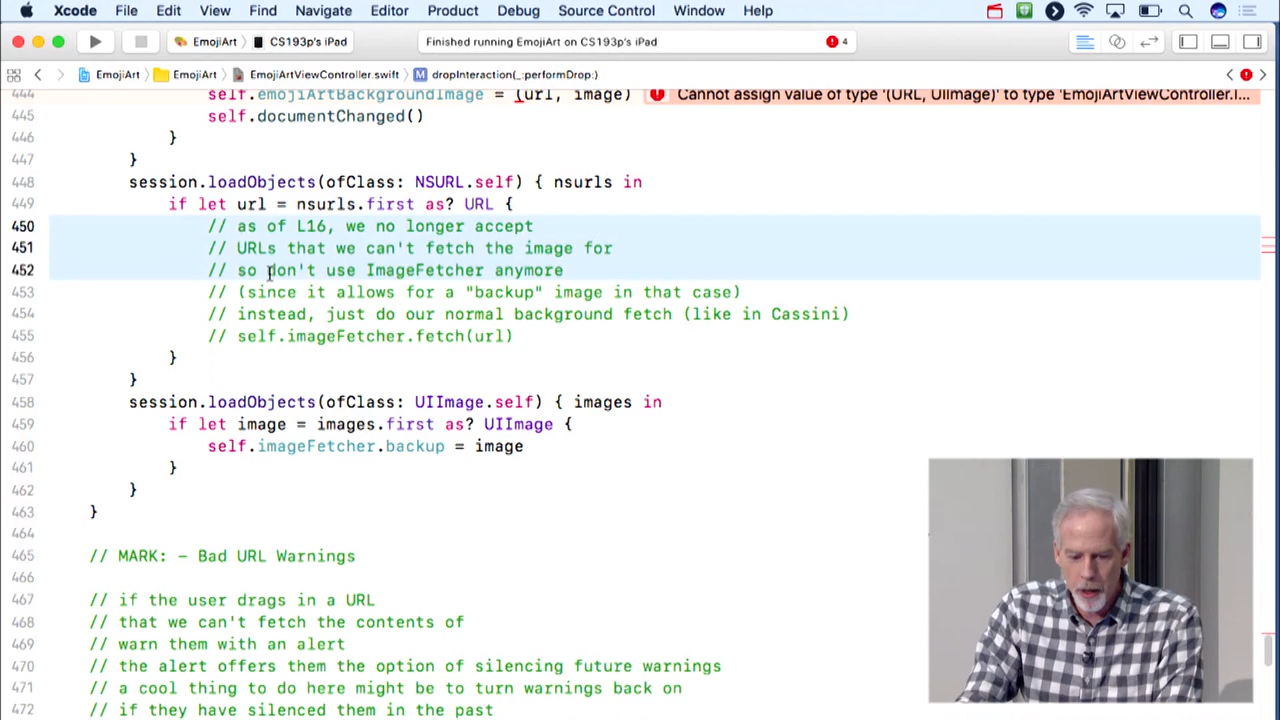 Xcode File Edit View Find Navigate Editor Product Debug Source Control Window Help
EmojiArt CS193p's iPad Finished running EmojiArt on CS193p's iPad 4
EmojiArt EmojiArt EmojiArtViewController.swift M dropInteraction(_:performDrop:)
444 self.emojiArtBackgroundImage = (url, image) Cannot assign value of type '(URL, UIImage)' to type 'EmojiArtViewController.I...
445 self.documentChanged()
446 }
447 }
448 session.loadObjects(ofClass: NSURL.self) { nsurls in
449 if let url = nsurls.first as? URL {
450 // as of L16, we no longer accept
451 // URLs that we can't fetch the image for
452 // so don't use ImageFetcher anymore
453 // (since it allows for a "backup" image in that case)
454 // instead, just do our normal background fetch (like in Cassini)
455 // self.imageFetcher.fetch(url)
456 }
457 }
458 session.loadObjects(ofClass: UIImage.self) { images in
459 if let image = images.first as? UIImage {
460 self.imageFetcher.backup = image
461 }
462 }
463 }
464
465 // MARK: - Bad URL Warnings
466
467 // if the user drags in a URL
468 // that we can't fetch the contents of
469 // warn them with an alert
470 // the alert offers them the option of silencing future warnings
471 // a cool thing to do here might be to turn warnings back on
472 // if they have silenced them in the past